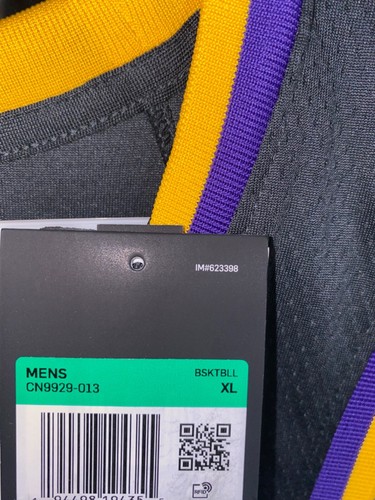 IM#623398
MENS BSKTBLL
CN9929-013 XL
RFID